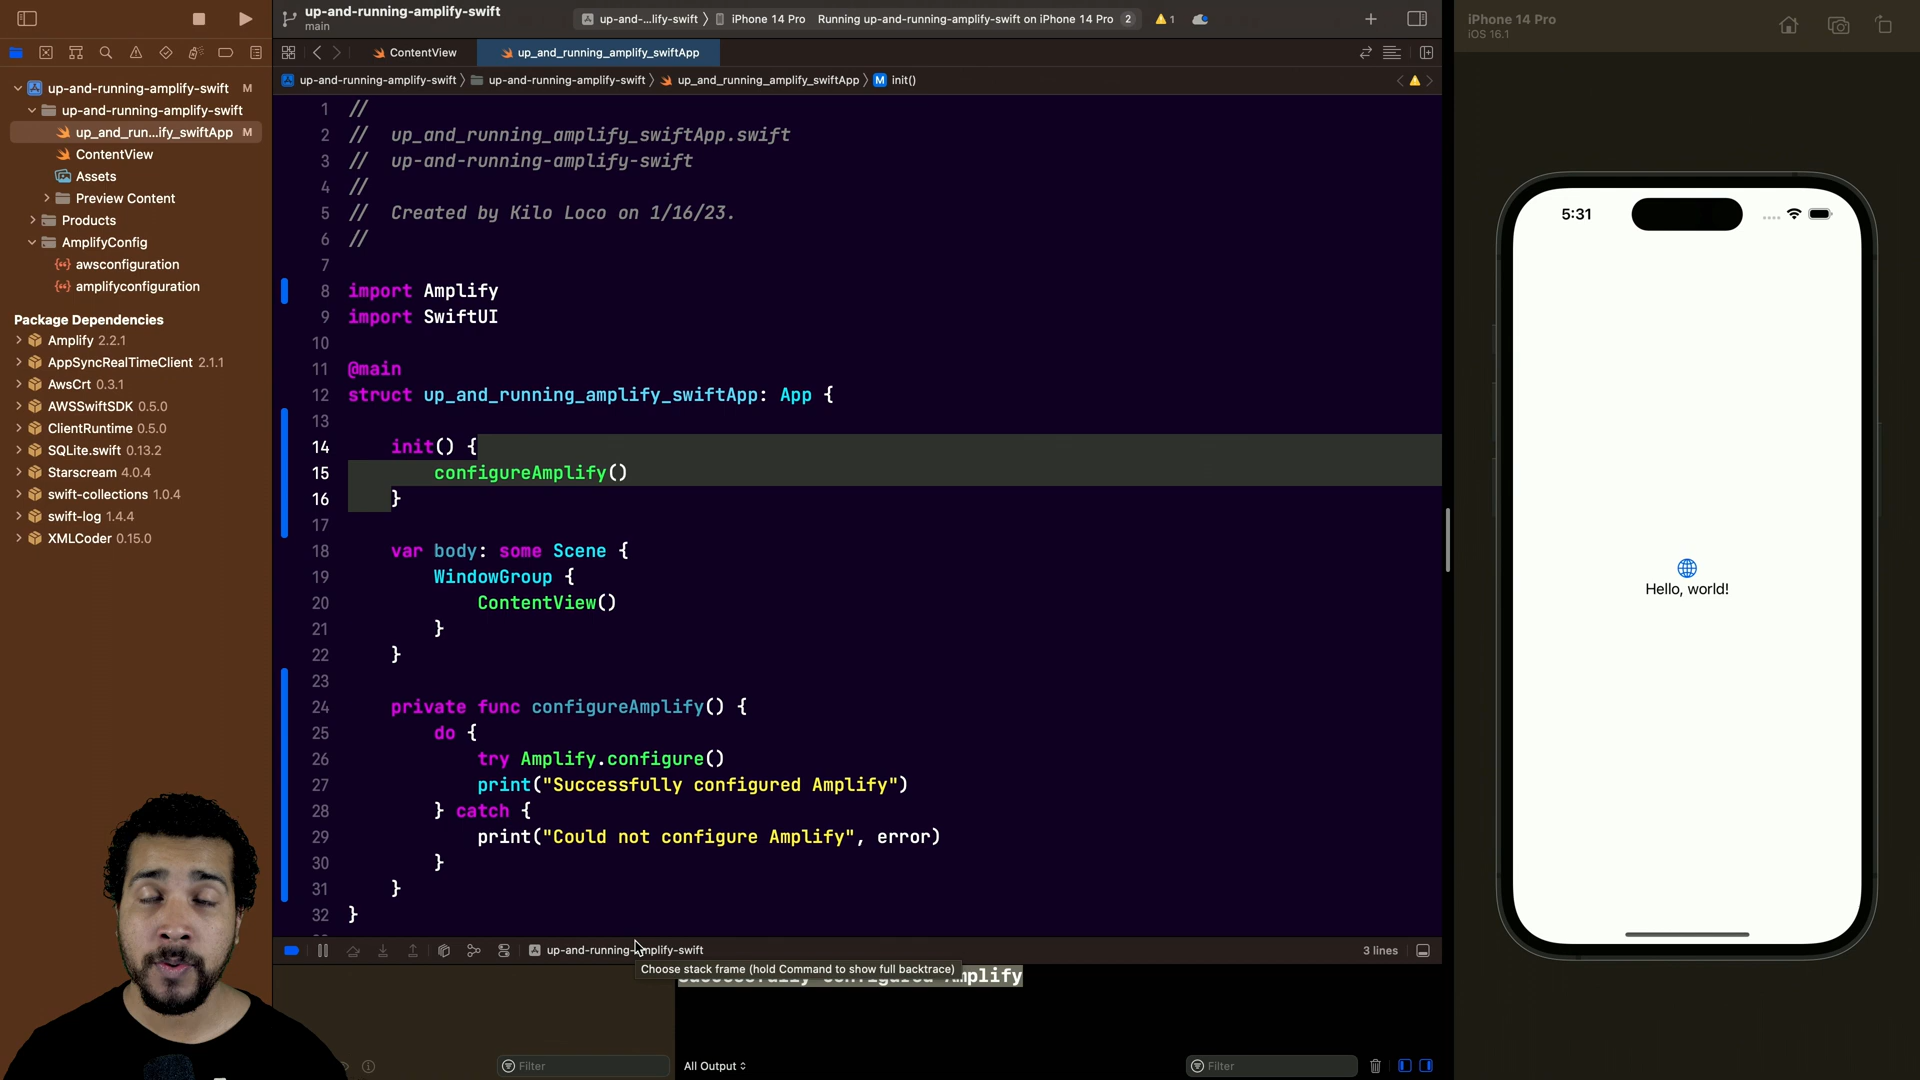 up-and-running-amplify-swift
main
up-and-...lify-swift
iPhone 14 Pro
Running up-and-running-amplify-swift on iPhone 14 Pro
2
1
ContentView
up_and_running_amplify_swiftApp
up-and-running-amplify-swift
up-and-running-amplify-swift
up_and_running_amplify_swiftApp
M
init()
up-and-running-amplify-swift M
up-and-running-amplify-swift
up_and_run...ify_swiftApp M
ContentView
Assets
Preview Content
Products
AmplifyConfig
awsconfiguration
amplifyconfiguration
Package Dependencies
Amplify 2.2.1
AppSyncRealTimeClient 2.1.1
AwsCrt 0.3.1
AWSSwiftSDK 0.5.0
ClientRuntime 0.5.0
SQLite.swift 0.13.2
Starscream 4.0.4
swift-collections 1.0.4
swift-log 1.4.4
XMLCoder 0.15.0
1 //
2 // up_and_running_amplify_swiftApp.swift
3 // up-and-running-amplify-swift
4 //
5 // Created by Kilo Loco on 1/16/23.
6 //
7
8 import Amplify
9 import SwiftUI
10
11 @main
12 struct up_and_running_amplify_swiftApp: App {
13
14 init() {
15 configureAmplify()
16 }
17
18 var body: some Scene {
19 WindowGroup {
20 ContentView()
21 }
22 }
23
24 private func configureAmplify() {
25 do {
26 try Amplify.configure()
27 print("Successfully configured Amplify")
28 } catch {
29 print("Could not configure Amplify", error)
30 }
31 }
32 }
up-and-running-amplify-swift
3 lines
Choose stack frame (hold Command to show full backtrace)
Successfully configured Amplify
Filter
All Output
Filter
iPhone 14 Pro
iOS 16.1
5:31
Hello, world!